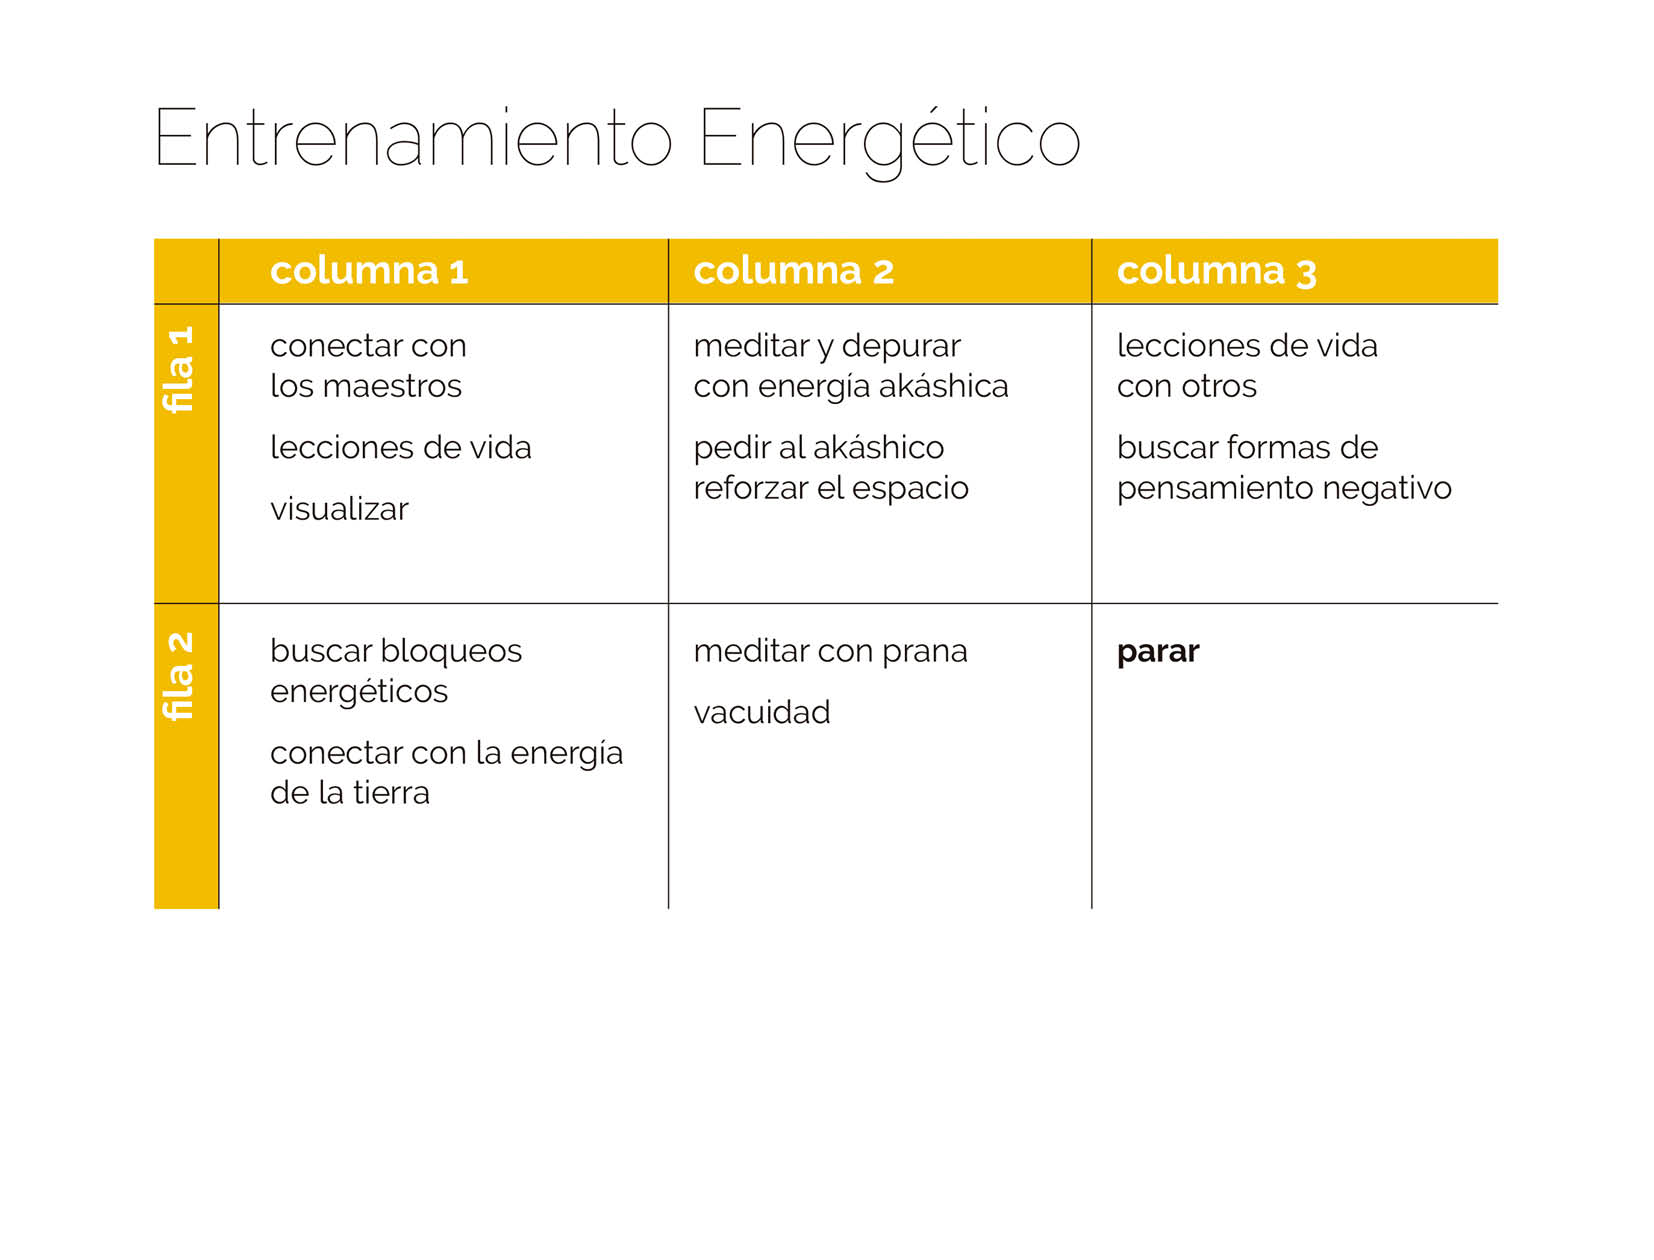 Entrenamiento Energético
columna 1
columna 2
columna 3
fila 1
conectar con
los maestros
lecciones de vida
visualizar
meditar y depurar
con energía akáshica
pedir al akáshico
reforzar el espacio
lecciones de vida
con otros
buscar formas de
pensamiento negativo
fila 2
buscar bloqueos
energéticos
conectar con la energía
de la tierra
meditar con prana
vacuidad
parar